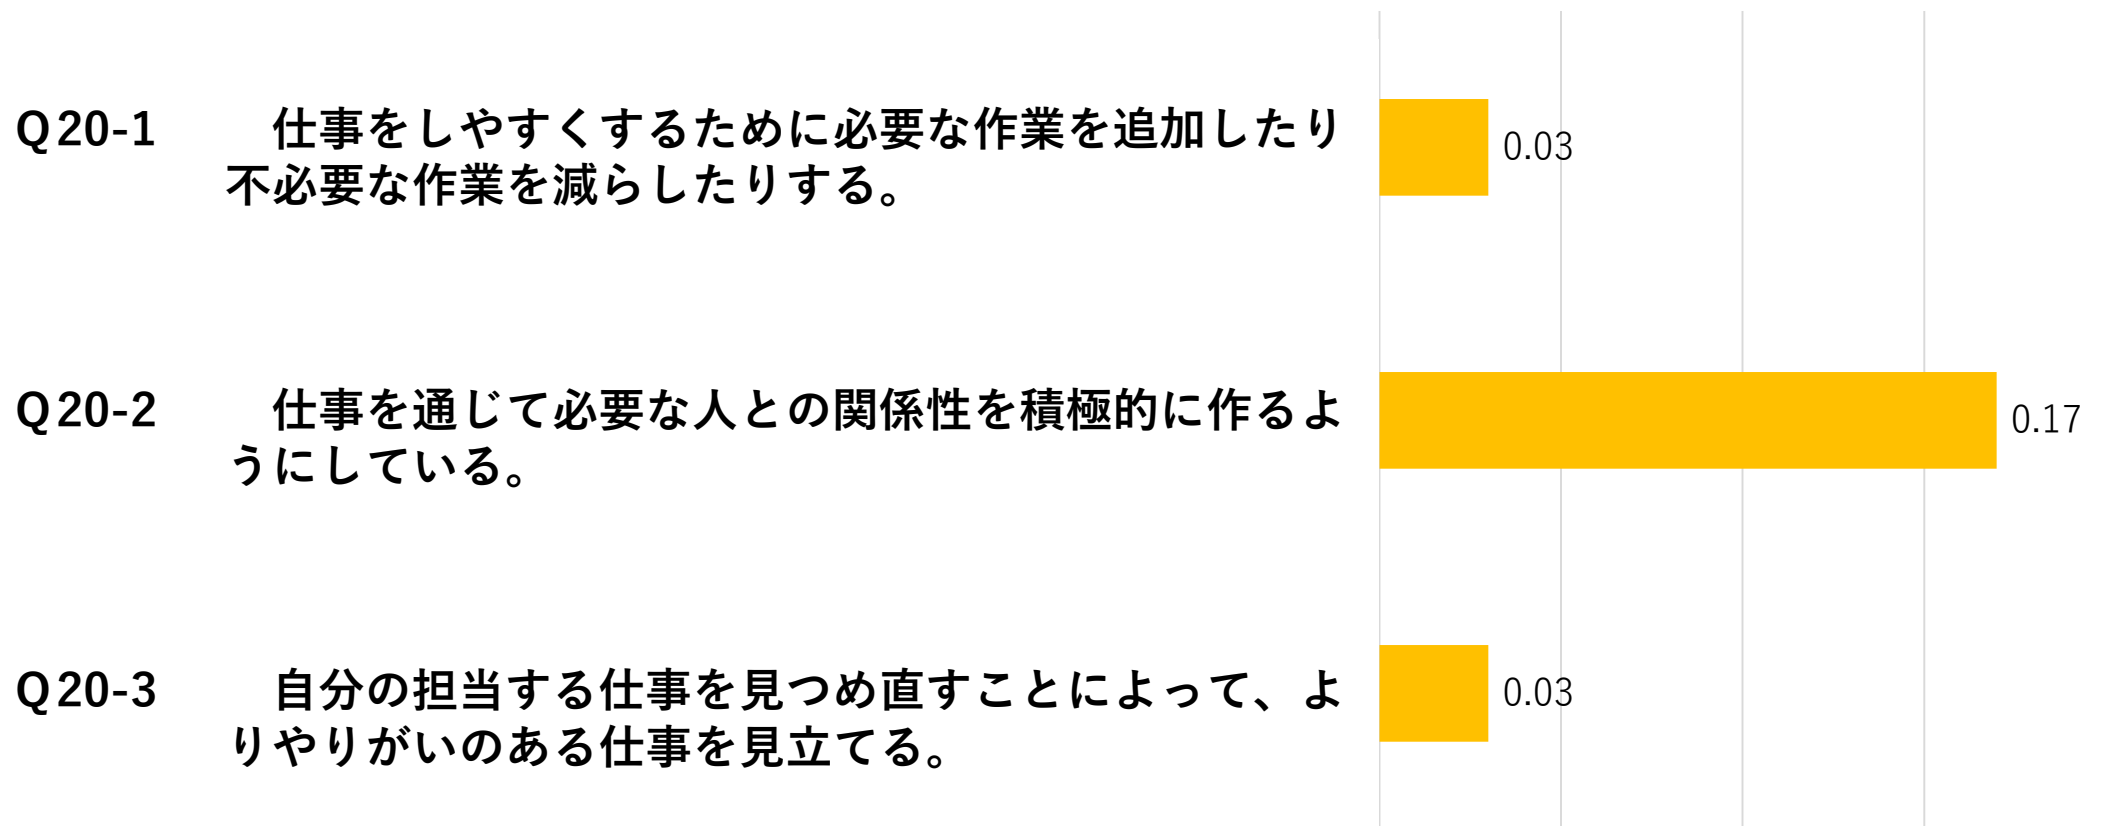 Q20-1　仕事をしやすくするために必要な作業を追加したり
不必要な作業を減らしたりする。
0.03
Q20-2　仕事を通じて必要な人との関係性を積極的に作るよ
うにしている。
0.17
Q20-3　自分の担当する仕事を見つめ直すことによって、よ
りやりがいのある仕事を見立てる。
0.03